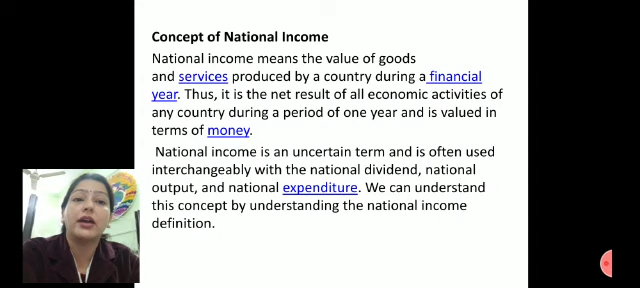 Concept of National Income
National income means the value of goods
and services produced by a country during a financial
year. Thus, it is the net result of all economic activities of
any country during a period of one year and is valued in
terms of money.
National income is an uncertain term and is often used
interchangeably with the national dividend, national
output, and national expenditure. We can understand
this concept by understanding the national income
definition.